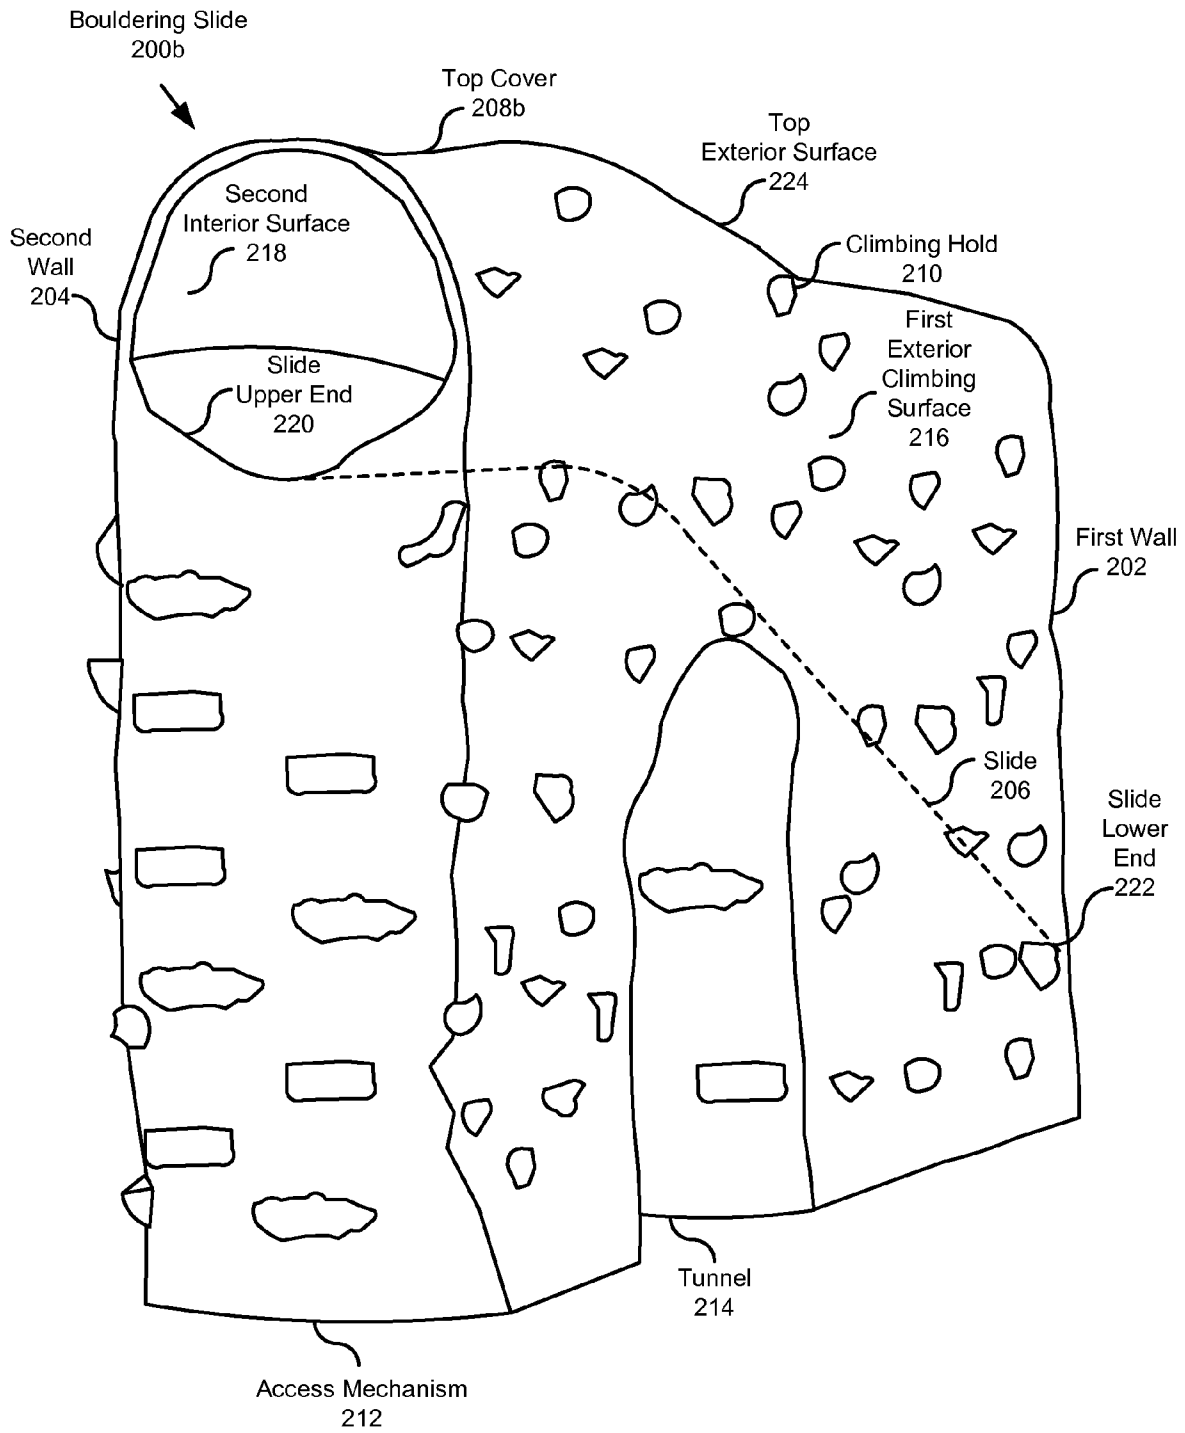 Bouldering Slide
200b
Top Cover
208b
Top
Exterior Surface
224
Second
Interior Surface
218
Second
Wall
204
Climbing Hold
210
First
Exterior
Climbing
Surface
216
Slide
Upper End
220
First Wall
202
Slide
206
Slide
Lower
End
222
Tunnel
214
Access Mechanism
212